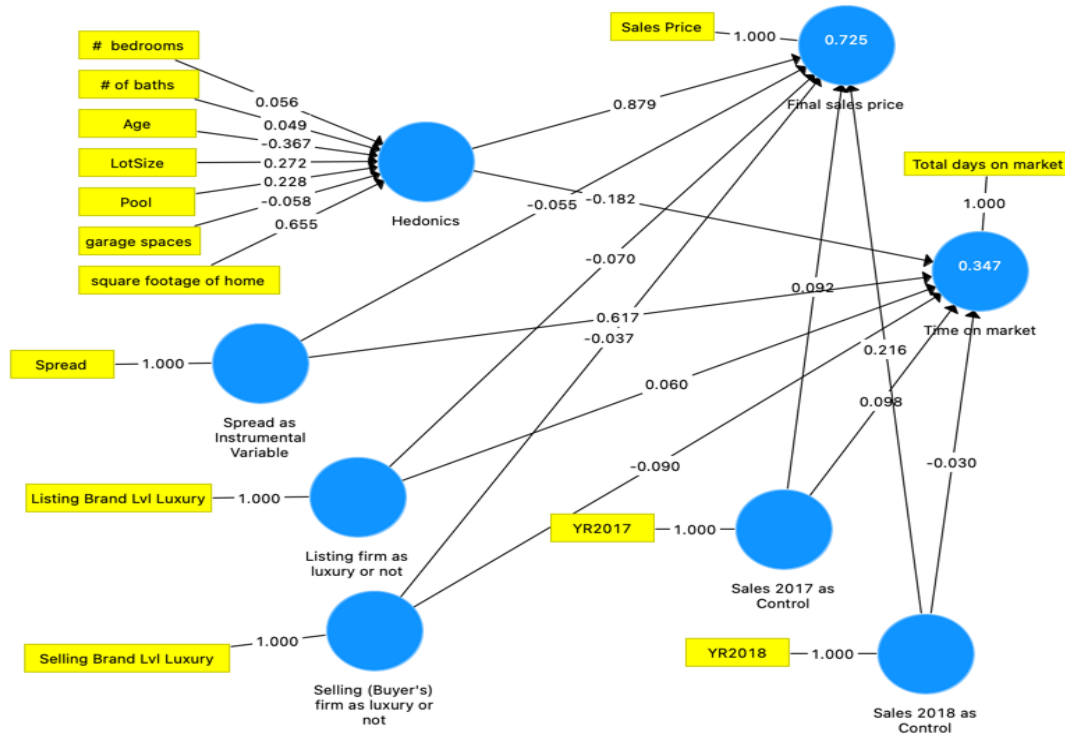 Sales Price
1.000
0.725
Final sales price
# bedrooms
# of baths
Age
LotSize
Pool
garage spaces
square footage of home
0.056
0.049
-0.367
0.272
0.228
-0.058
0.655
Hedonics
0.879
-0.182
Total days on market
1.000
0.347
Time on market
Spread
1.000
Spread as
Instrumental
Variable
-0.055
0.617
Listing Brand Lvl Luxury
1.000
Listing firm as
luxury or not
-0.070
0.060
Selling Brand Lvl Luxury
1.000
Selling (Buyer's)
firm as luxury or
not
-0.037
-0.090
YR2017
1.000
Sales 2017 as
Control
0.092
0.098
YR2018
1.000
Sales 2018 as
Control
0.216
-0.030